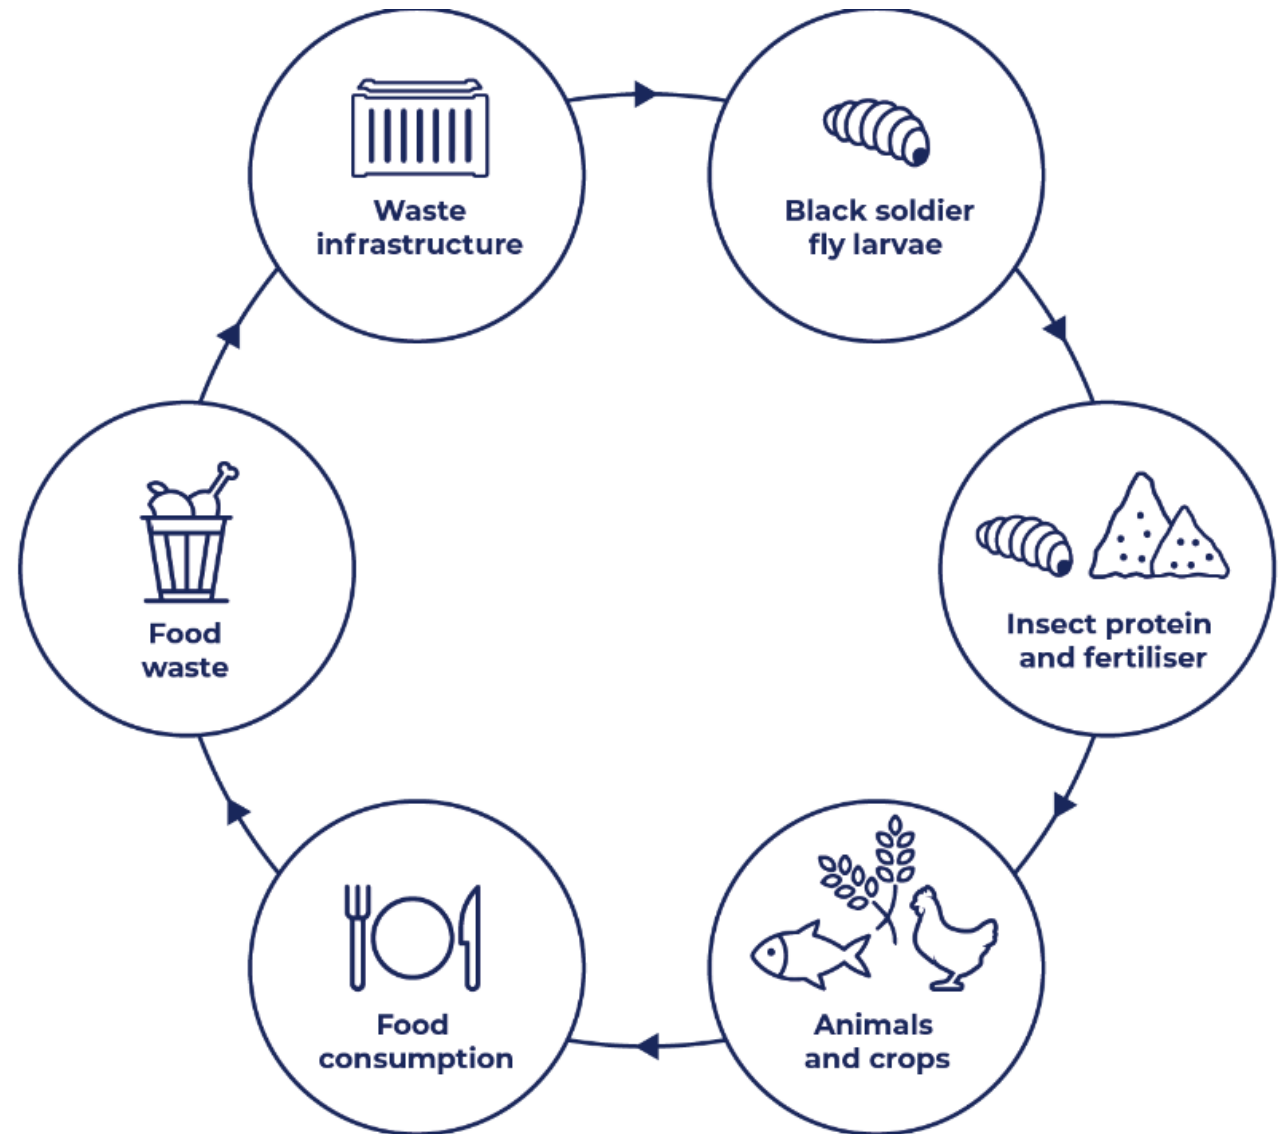 Waste
infrastructure
Black soldier
fly larvae
Insect protein
and fertiliser
Animals
and crops
Food
consumption
Food
waste